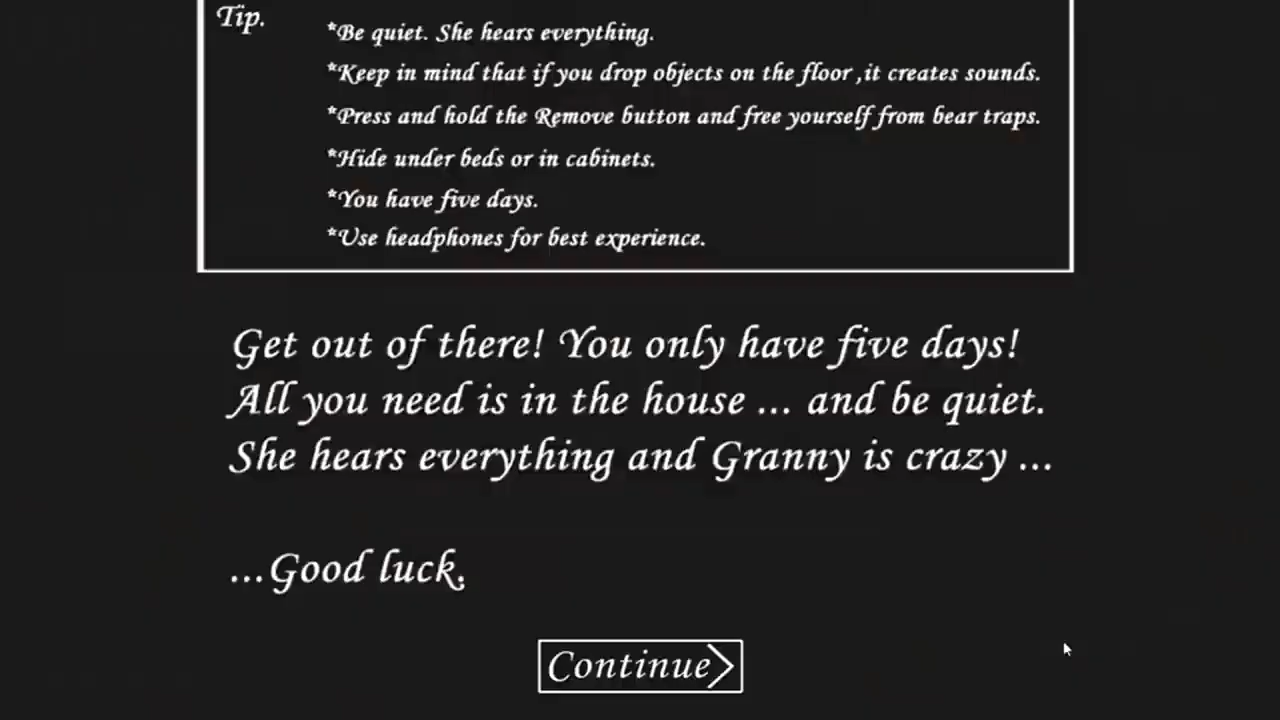 Tip.
*Be quiet. She hears everything.
*Keep in mind that if you drop objects on the floor ,it creates sounds.
*Press and hold the Remove button and free yourself from bear traps.
*Hide under beds or in cabinets.
*You have five days.
*Use headphones for best experience.
Get out of there! You only have five days!
All you need is in the house ... and be quiet.
She hears everything and Granny is crazy ...
...Good luck.
Continue>